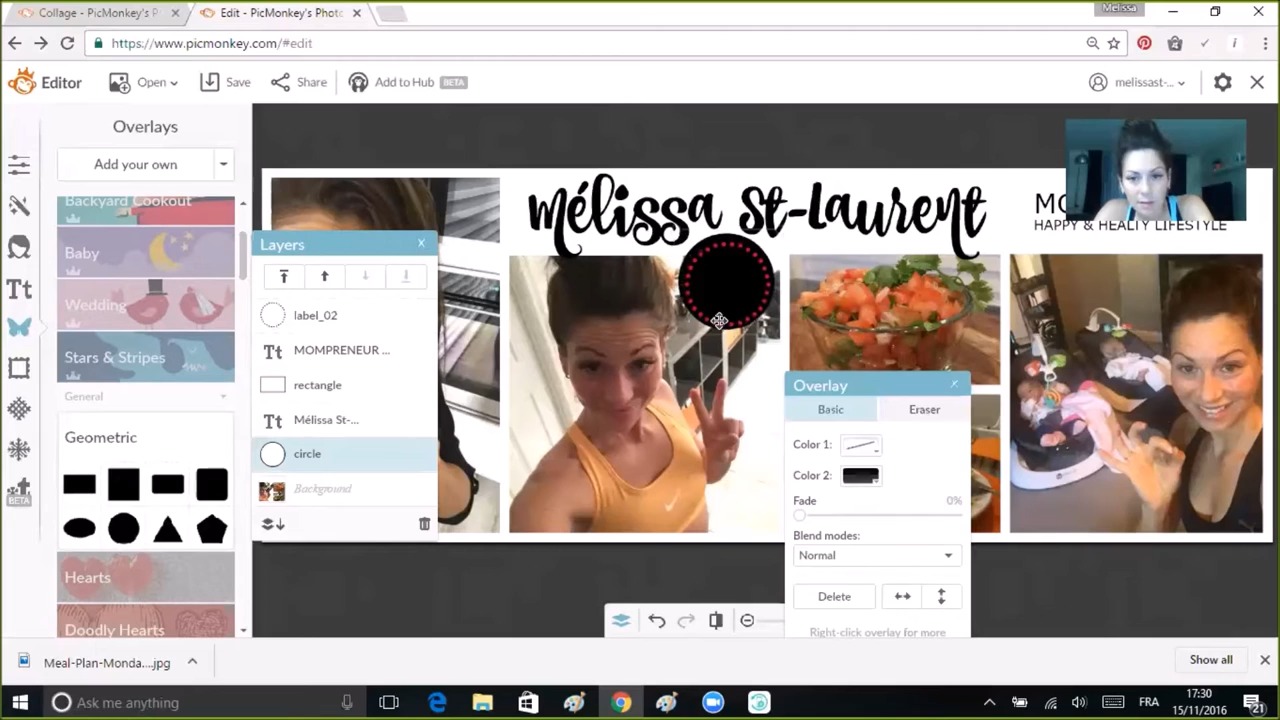 Collage - PicMonkey's P
Edit - PicMonkey's Photo
Melissa
https://www.picmonkey.com/#edit
Editor
Open
Save
Share
Add to Hub
BETA
melissast-...
Overlays
Add your own
Backyard Cookout
Baby
Wedding
Stars & Stripes
General
Geometric
Hearts
Doodly Hearts
BETA
Layers
label_02
MOMPRENEUR ...
rectangle
Mélissa St-...
circle
Background
mélissa St-Laurent
HAPPY & HEALTY LIFESTYLE
Overlay
Basic
Eraser
Color 1:
Color 2:
Fade
0%
Blend modes:
Normal
Delete
Right-click overlay for more
Meal-Plan-Monda....jpg
Show all
Ask me anything
FRA
17:30
15/11/2016
21